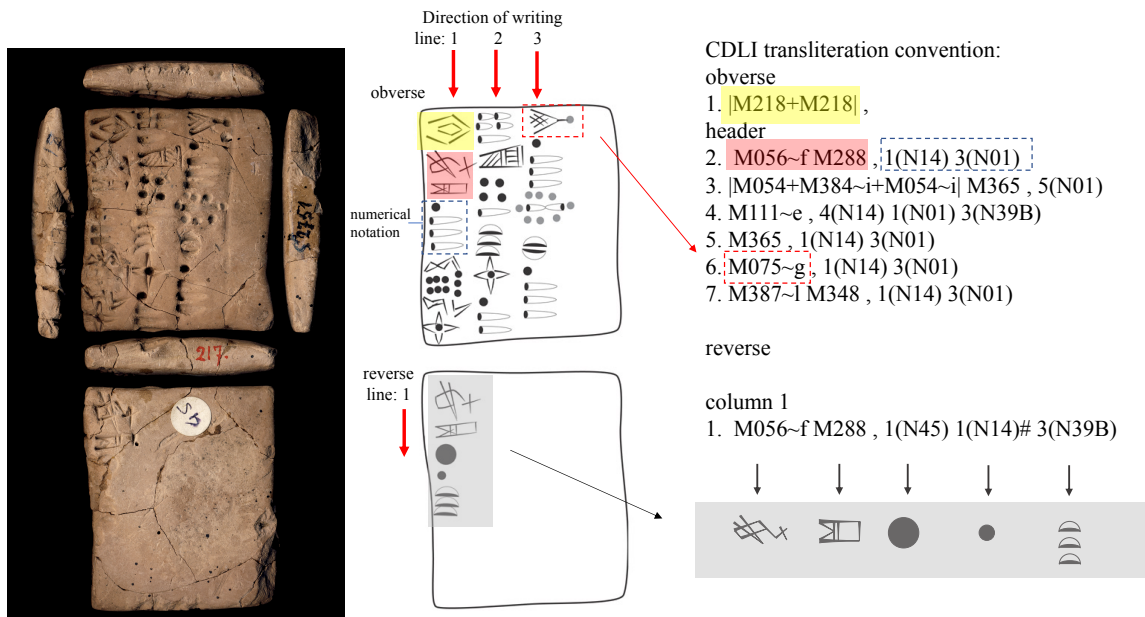 Direction of writing
line: 1 2 3
obverse
numerical
notation
reverse
line: 1
217.
CDLI transliteration convention:
obverse
1. |M218+M218| ,
header
2. M056~f M288 , 1(N14) 3(N01)
3. |M054+M384~i+M054~i| M365 , 5(N01)
4. M111~e , 4(N14) 1(N01) 3(N39B)
5. M365 , 1(N14) 3(N01)
6. M075~g , 1(N14) 3(N01)
7. M387~l M348 , 1(N14) 3(N01)
reverse
column 1
1. M056~f M288 , 1(N45) 1(N14)# 3(N39B)